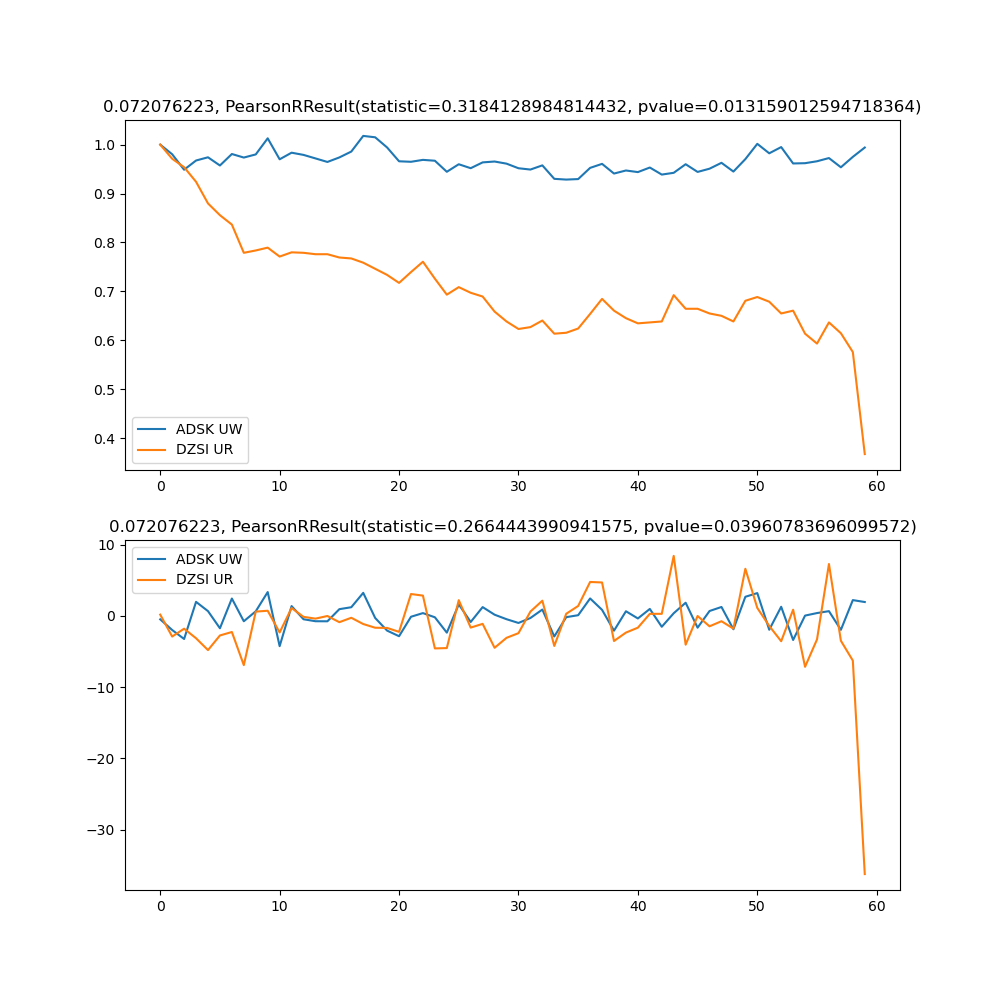 0.072076223, PearsonRResult(statistic=0.3184128984814432, pvalue=0.013159012594718364)
1.0
0.9
0.8
0.7
0.6
0.5
0.4
ADSK UW
DZSI UR
0 10 20 30 40 50 60
0.072076223, PearsonRResult(statistic=0.2664443990941575, pvalue=0.03960783696099572)
10
0
−10
−20
−30
ADSK UW
DZSI UR
0 10 20 30 40 50 60